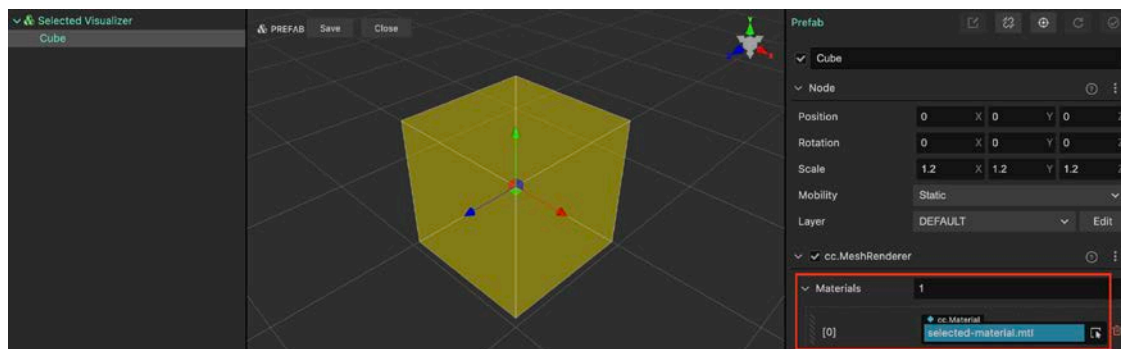 Selected Visualizer
Cube
PREFAB Save Close
Y
Prefab
Cube
Node
Position 0 X 0 Y 0 Z
Rotation 0 X 0 Y 0 Z
Scale 1.2 X 1.2 Y 1.2 Z
Mobility Static
Layer DEFAULT Edit
cc.MeshRenderer
Materials 1
cc.Material
[0] selected-material.mtl